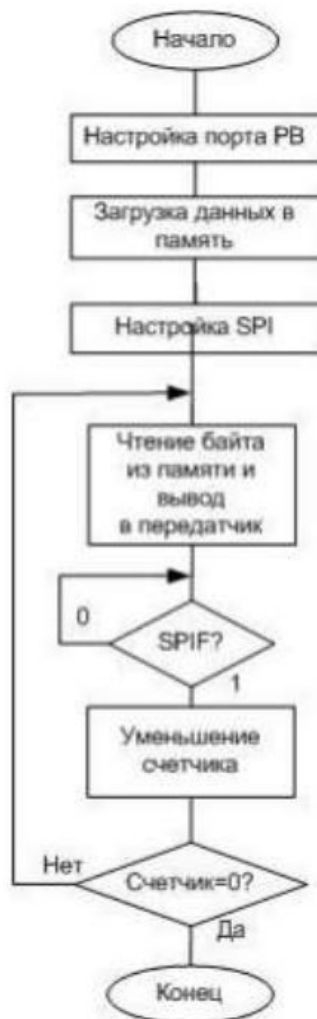 Начало
Настройка порта PB
Загрузка данных в
память
Настройка SPI
Чтение байта
из памяти и
вывод
в передатчик
0
SPIF?
1
Уменьшение
счетчика
Нет
Счетчик=0?
Да
Конец